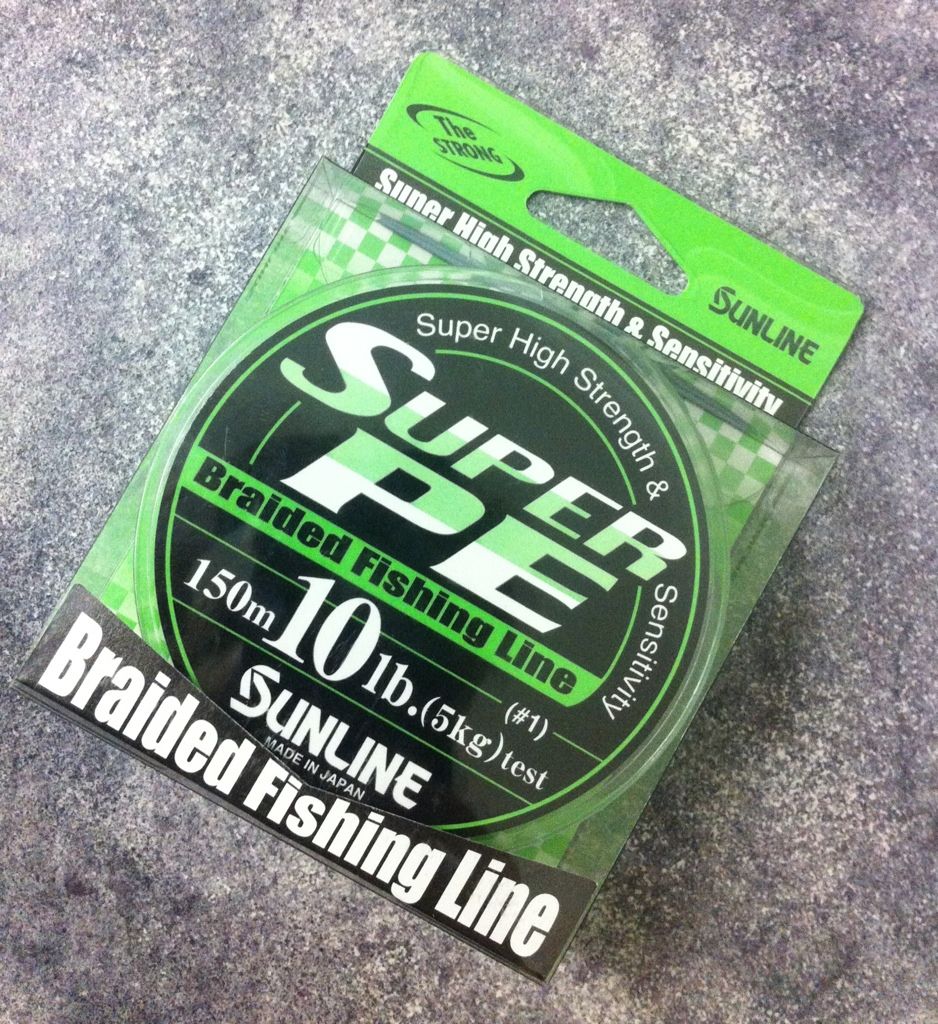 The
STRONG
Super High Strength & Sensitivity
SUNLINE
Super High Strength & Sensitivity
SUPER
PE
Braided Fishing Line
150m 10lb.(5kg)test
(#1)
SUNLINE
MADE IN JAPAN
Braided Fishing Line